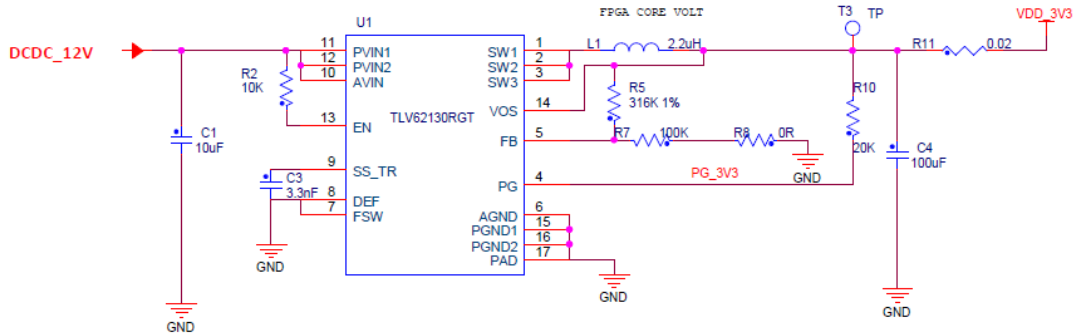 FPGA CORE VOLT
T3 TP
VDD_3V3
U1
DCDC_12V
11 PVIN1
12 PVIN2
10 AVIN
SW1 1
SW2 2
SW3 3
L1 2.2uH
R11 0.02
R2
10K
R5
316K 1%
R10
20K
TLV62130RGT
VOS 14
13 EN
FB 5
R7 100K
R8 0R
GND
C1
10uF
C4
100uF
9 SS_TR
C3
3.3nF
8 DEF
7 FSW
PG 4
PG_3V3
AGND 6
PGND1 15
PGND2 16
PAD 17
GND
GND
GND
GND